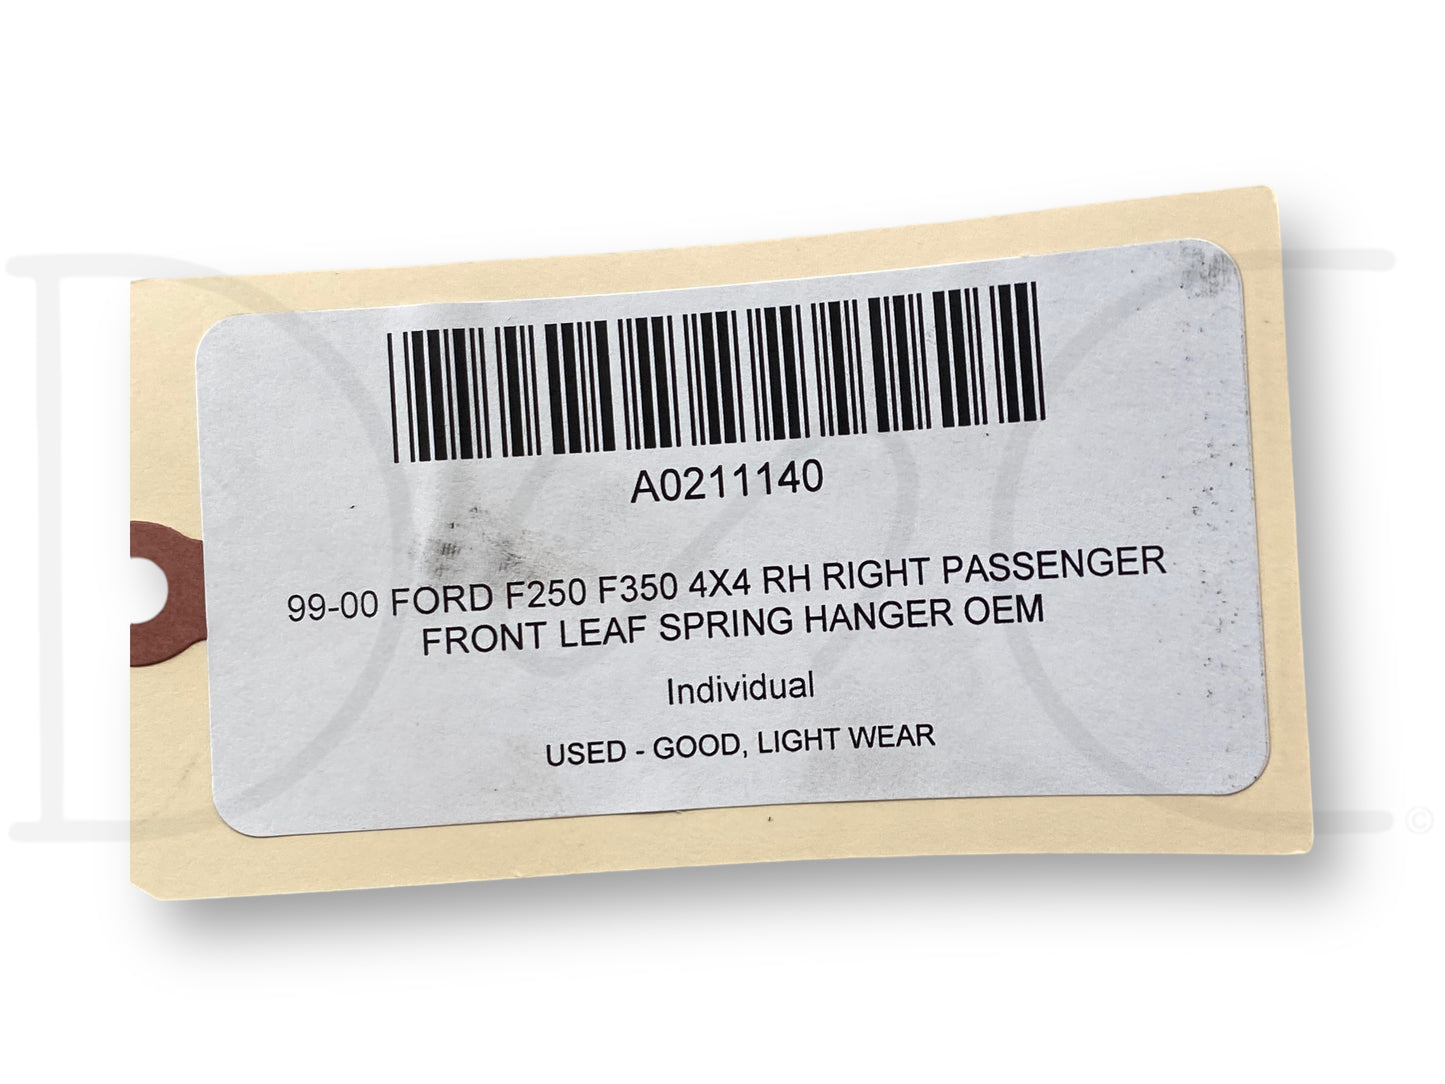 A0211140
99-00 FORD F250 F350 4X4 RH RIGHT PASSENGER
FRONT LEAF SPRING HANGER OEM
Individual
USED - GOOD, LIGHT WEAR
©